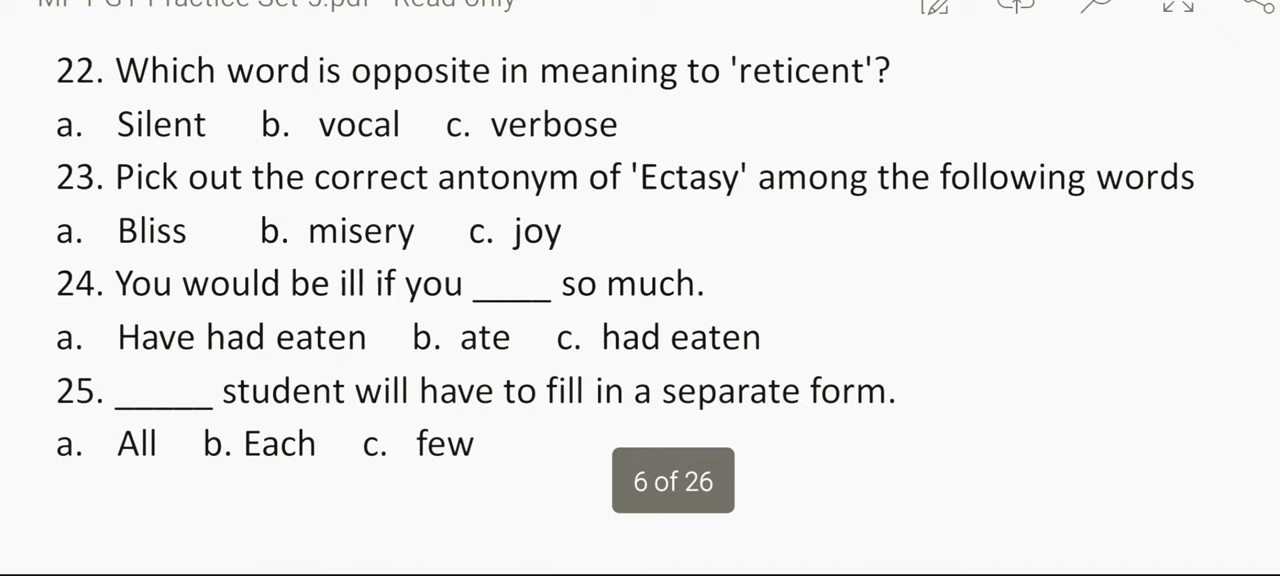 22. Which word is opposite in meaning to 'reticent'?
a. Silent b. vocal c. verbose
23. Pick out the correct antonym of 'Ectasy' among the following words
a. Bliss b. misery c. joy
24. You would be ill if you ____ so much.
a. Have had eaten b. ate c. had eaten
25. _____ student will have to fill in a separate form.
a. All b. Each c. few
6 of 26